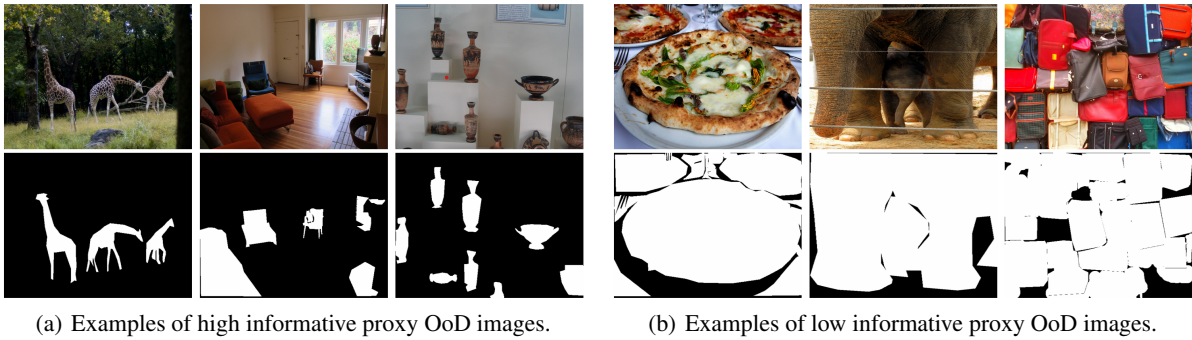 (a) Examples of high informative proxy OoD images.
(b) Examples of low informative proxy OoD images.